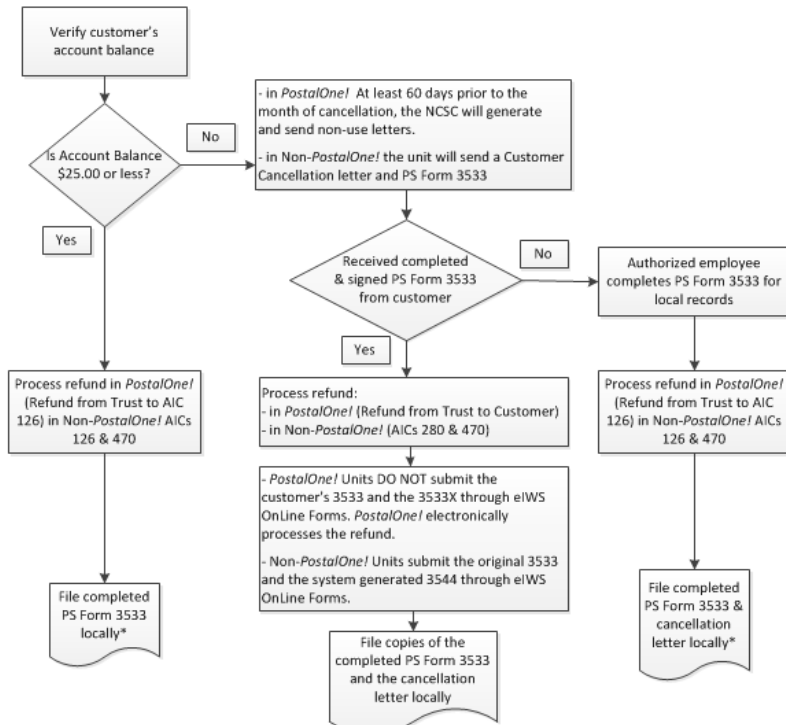 Verify customer's
account balance
Is Account Balance
$25.00 or less?
No
Yes
- in PostalOne! At least 60 days prior to the
month of cancellation, the NCSC will generate
and send non-use letters.
- in Non-PostalOne! the unit will send a Customer
Cancellation letter and PS Form 3533
Received completed
& signed PS Form 3533
from customer
No
Yes
Authorized employee
completes PS Form 3533 for
local records
Process refund in PostalOne!
(Refund from Trust to AIC
126) in Non-PostalOne! AICs
126 & 470
Process refund:
- in PostalOne! (Refund from Trust to Customer)
- in Non-PostalOne! (AICs 280 & 470)
Process refund in PostalOne!
(Refund from Trust to AIC
126) in Non-PostalOne! AICs
126 & 470
- PostalOne! Units DO NOT submit the
customer's 3533 and the 3533X through eIWS
OnLine Forms. PostalOne! electronically
processes the refund.
- Non-PostalOne! Units submit the original 3533
and the system generated 3544 through eIWS
OnLine Forms.
File completed
PS Form 3533
locally*
File copies of the
completed PS Form 3533
and the cancellation
letter locally
File completed
PS Form 3533 &
cancellation
letter locally*